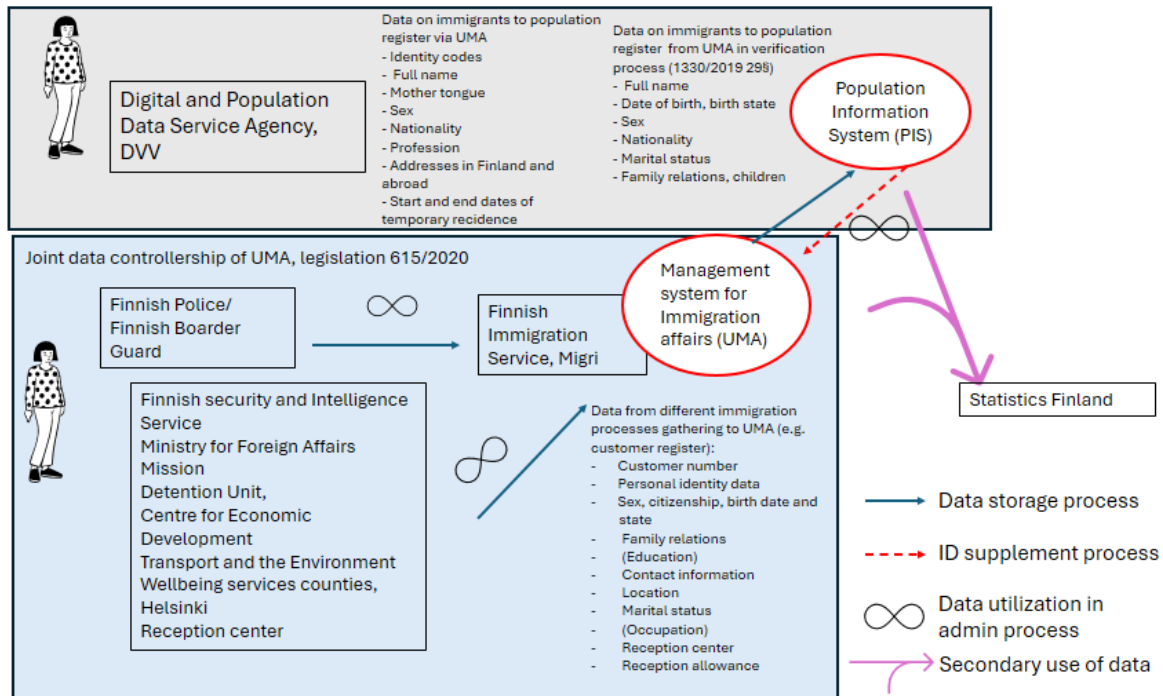 Data on immigrants to population
register via UMA
- Identity codes
- Full name
- Mother tongue
- Sex
- Nationality
- Profession
- Addresses in Finland and
abroad
- Start and end dates of
temporary recidence
Data on immigrants to population
register from UMA in verification
process (1330/2019 29§)
- Full name
- Date of birth, birth state
- Sex
- Nationality
- Marital status
- Family relations, children
Digital and Population
Data Service Agency,
DVV
Population
Information
System (PIS)
Joint data controllership of UMA, legislation 615/2020
Finnish Police/
Finnish Boarder
Guard
Finnish
Immigration
Service, Migri
Management
system for
Immigration
affairs (UMA)
Finnish security and Intelligence
Service
Ministry for Foreign Affairs
Mission
Detention Unit,
Centre for Economic
Development
Transport and the Environment
Wellbeing services counties,
Helsinki
Reception center
Data from different immigration
processes gathering to UMA (e.g.
customer register):
- Customer number
- Personal identity data
- Sex, citizenship, birth date and
state
- Family relations
- (Education)
- Contact information
- Location
- Marital status
- (Occupation)
- Reception center
- Reception allowance
Statistics Finland
Data storage process
ID supplement process
Data utilization in
admin process
Secondary use of data